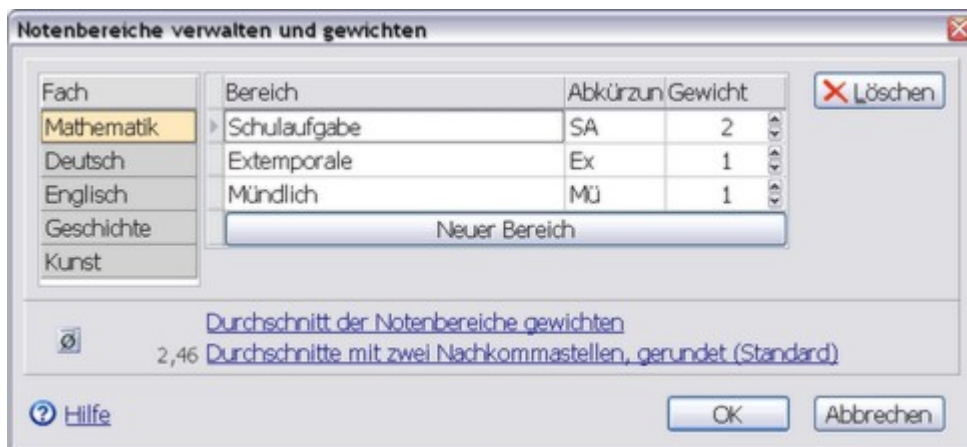 Notenbereiche verwalten und gewichten
Fach Bereich Abkürzun Gewicht Löschen
Mathematik Schulaufgabe SA 2
Deutsch Extemporale Ex 1
Englisch Mündlich Mü 1
Geschichte Neuer Bereich
Kunst
Durchschnitt der Notenbereiche gewichten
ø
2,46 Durchschnitte mit zwei Nachkommastellen, gerundet (Standard)
? Hilfe OK Abbrechen